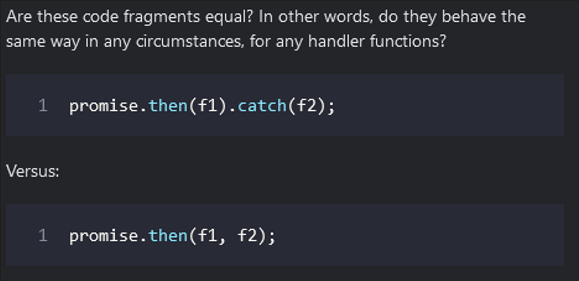 Are these code fragments equal? In other words, do they behave the
same way in any circumstances, for any handler functions?
1 promise.then(f1).catch(f2);
Versus:
1 promise.then(f1, f2);